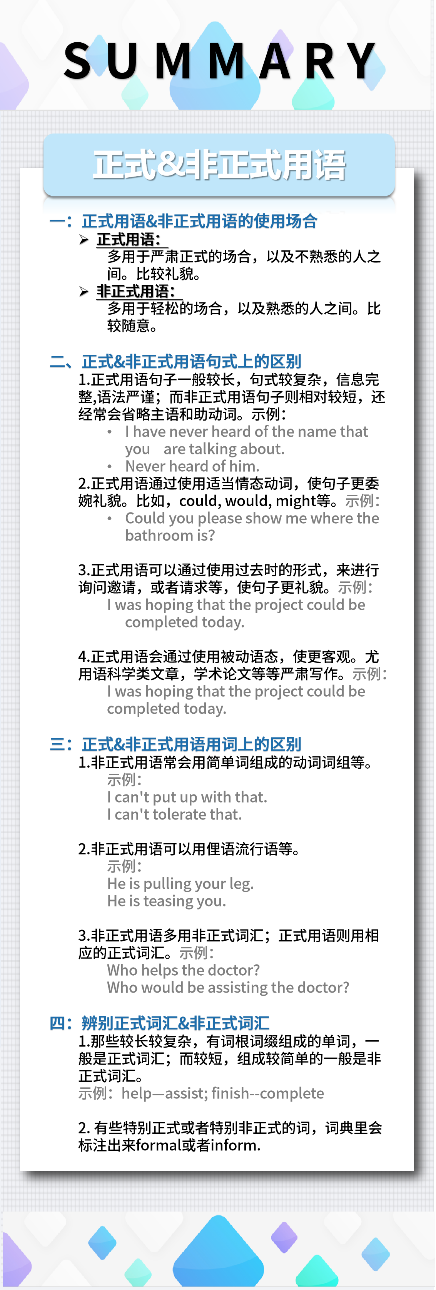 SUMMARY
正式&非正式用语
一：正式用语&非正式用语的使用场合
➢ 正式用语：
多用于严肃正式的场合，以及不熟悉的人之
间。比较礼貌。
➢ 非正式用语：
多用于轻松的场合，以及熟悉的人之间。比
较随意。
二、正式&非正式用语句式上的区别
1.正式用语句子一般较长，句式较复杂，信息完
整,语法严谨；而非正式用语句子则相对较短，还
经常会省略主语和助动词。示例：
• I have never heard of the name that
you are talking about.
• Never heard of him.
2.正式用语通过使用适当情态动词，使句子更委
婉礼貌。比如，could, would, might等。示例：
• Could you please show me where the
bathroom is?
3.正式用语可以通过使用过去时的形式，来进行
询问邀请，或者请求等，使句子更礼貌。示例：
I was hoping that the project could be
completed today.
4.正式用语会通过使用被动语态，使更客观。尤
用语科学类文章，学术论文等等严肃写作。示例：
I was hoping that the project could be
completed today.
三：正式&非正式用语用词上的区别
1.非正式用语常会用简单词组成的动词词组等。
示例：
I can't put up with that.
I can't tolerate that.
2.非正式用语可以用俚语流行语等。
示例：
He is pulling your leg.
He is teasing you.
3.非正式用语多用非正式词汇；正式用语则用相
应的正式词汇。示例：
Who helps the doctor?
Who would be assisting the doctor?
四：辨别正式词汇&非正式词汇
1.那些较长较复杂，有词根词缀组成的单词，一
般是正式词汇；而较短，组成较简单的一般是非
正式词汇。
示例：help—assist; finish--complete
2. 有些特别正式或者特别非正式的词，词典里会
标注出来formal或者inform.